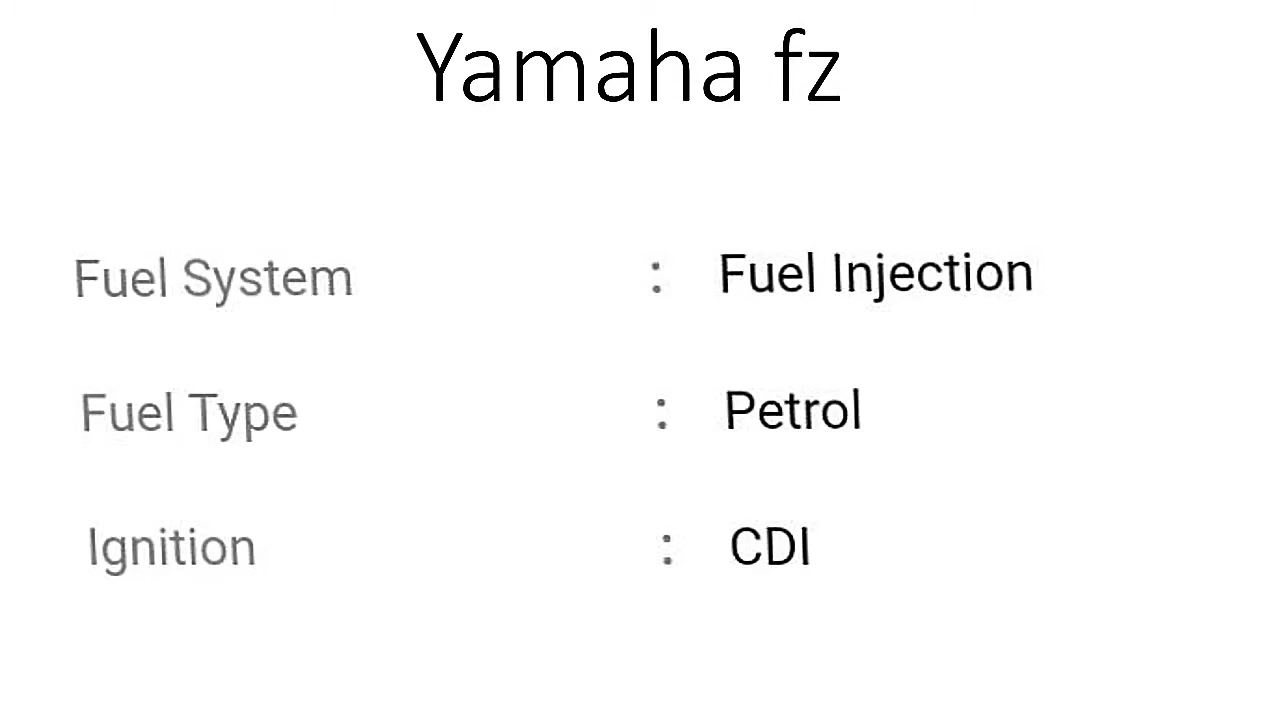 Yamaha fz
Fuel System : Fuel Injection
Fuel Type : Petrol
Ignition : CDI